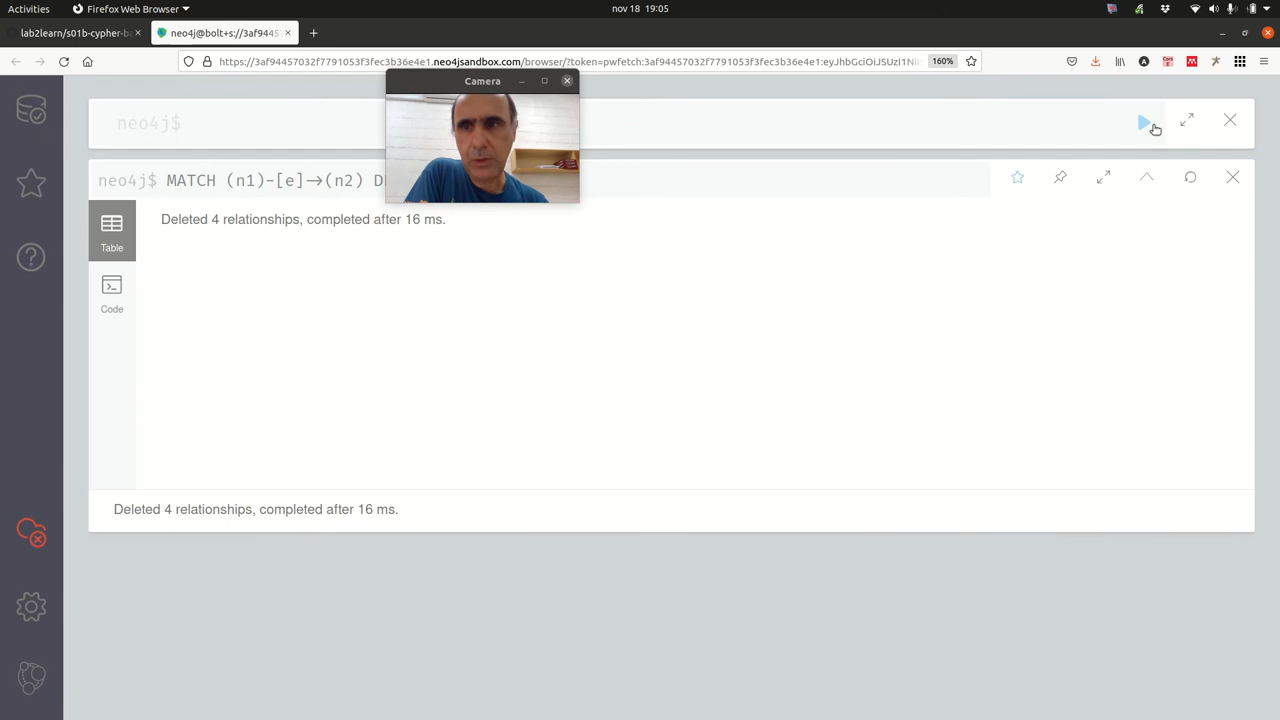 Activities
Firefox Web Browser
nov 18 19:05
lab2learn/s01b-cypher-ba
neo4j@bolt+s://3af9445
https://3af94457032f7791053f3fec3b36e4e1.neo4jsandbox.com/browser/?token=pwfetch:3af94457032f7791053f3fec3b36e4e1:eyJhbGciOiJSUzI1Ni
160%
Camera
neo4j$
neo4j$ MATCH (n1)-[e]->(n2) D
Table
Code
Deleted 4 relationships, completed after 16 ms.
Deleted 4 relationships, completed after 16 ms.